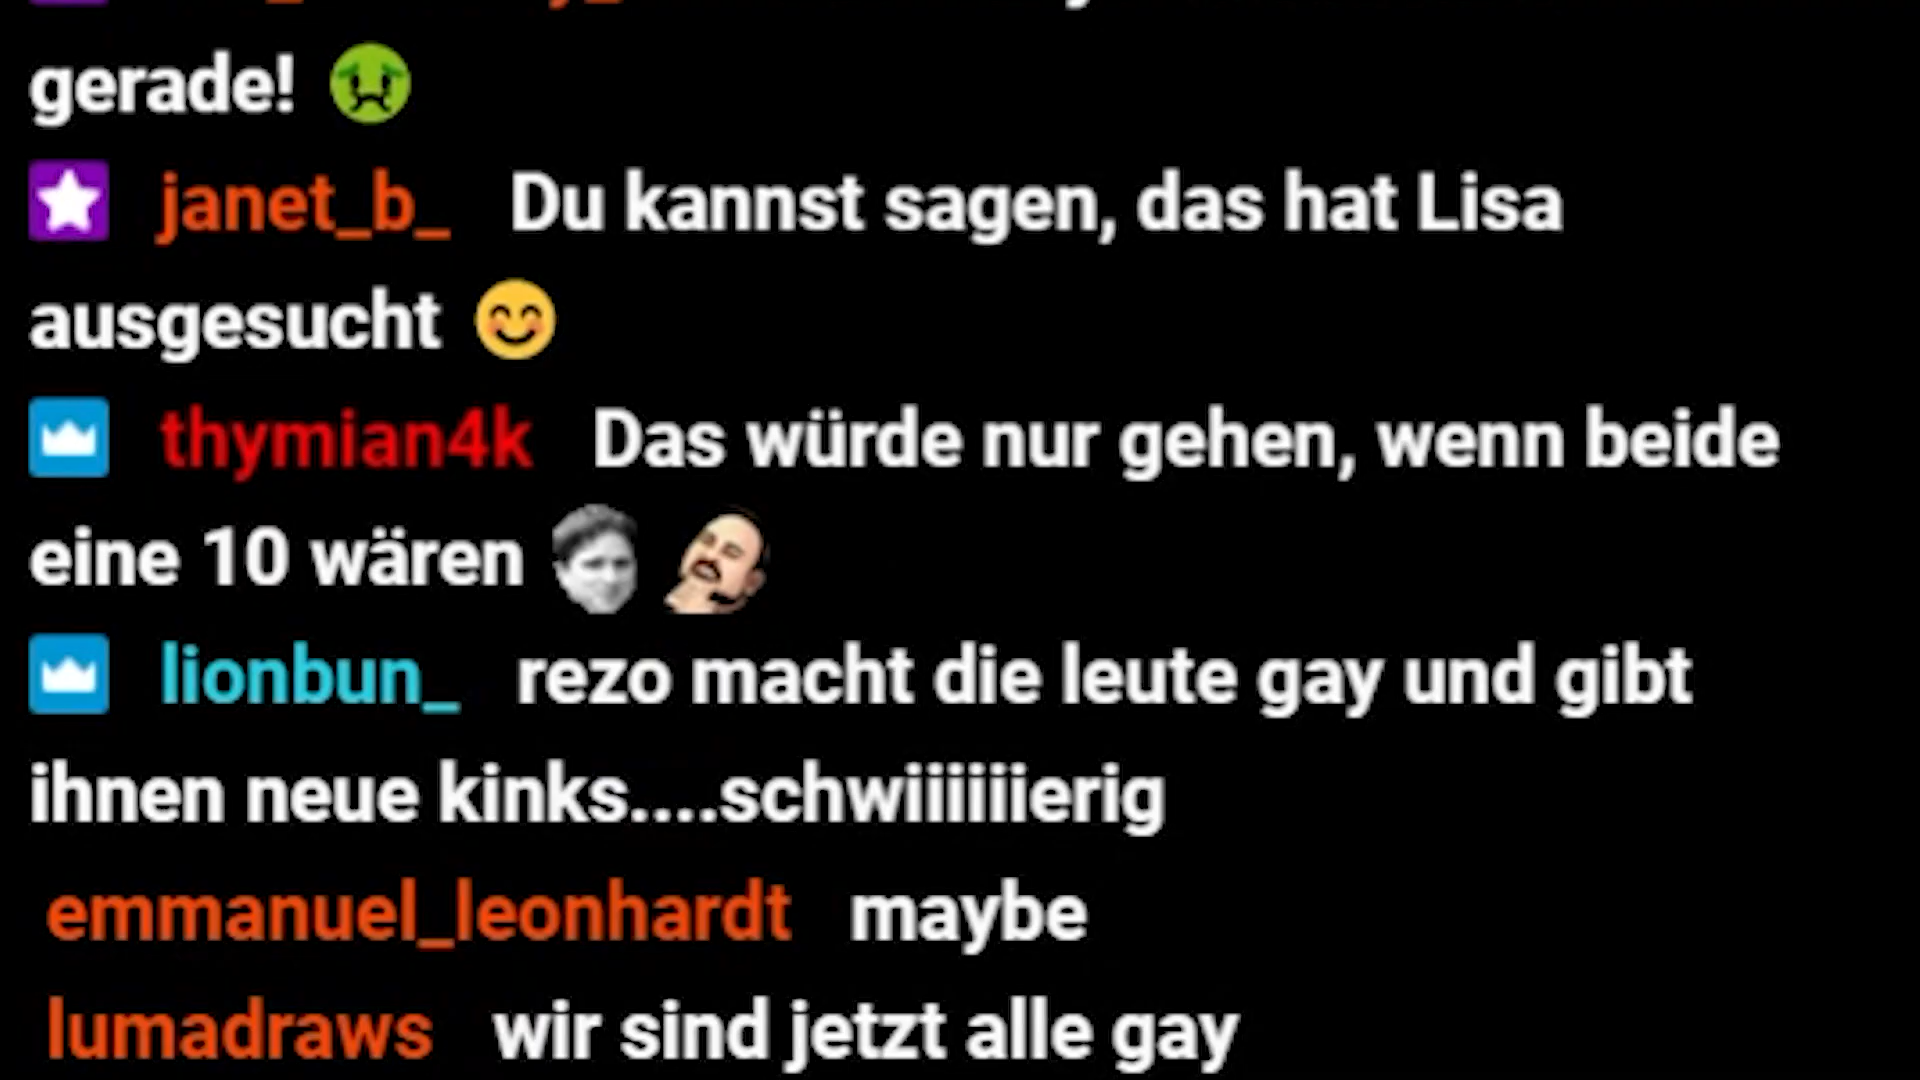 gerade! 🤢
janet_b_ Du kannst sagen, das hat Lisa
ausgesucht 😊
thymian4k Das würde nur gehen, wenn beide
eine 10 wären
lionbun_ rezo macht die leute gay und gibt
ihnen neue kinks....schwiiiiiierig
emmanuel_leonhardt maybe
lumadraws wir sind jetzt alle gay